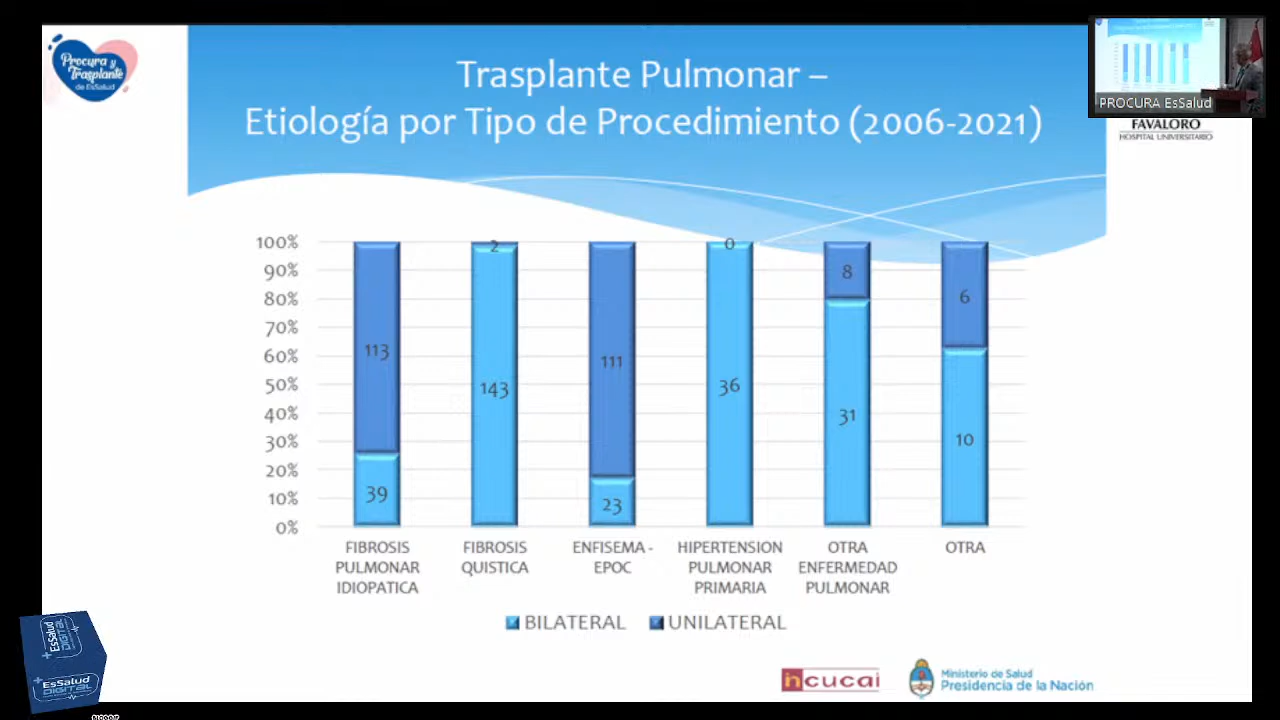 Procura y
Trasplante
de EsSalud
Trasplante Pulmonar –
Etiología por Tipo de Procedimiento (2006-2021)
PROCURA EsSalud
FAVALORO
HOSPITAL UNIVERSITARIO
100%
90%
80%
70%
60%
50%
40%
30%
20%
10%
0%
113
39
2
143
111
23
0
36
8
31
6
10
FIBROSIS
PULMONAR
IDIOPATICA
FIBROSIS
QUISTICA
ENFISEMA -
EPOC
HIPERTENSION
PULMONAR
PRIMARIA
OTRA
ENFERMEDAD
PULMONAR
OTRA
BILATERAL
UNILATERAL
EsSalud
DIGITAL
EsSalud
DIGITAL
incucai
Ministerio de Salud
Presidencia de la Nación